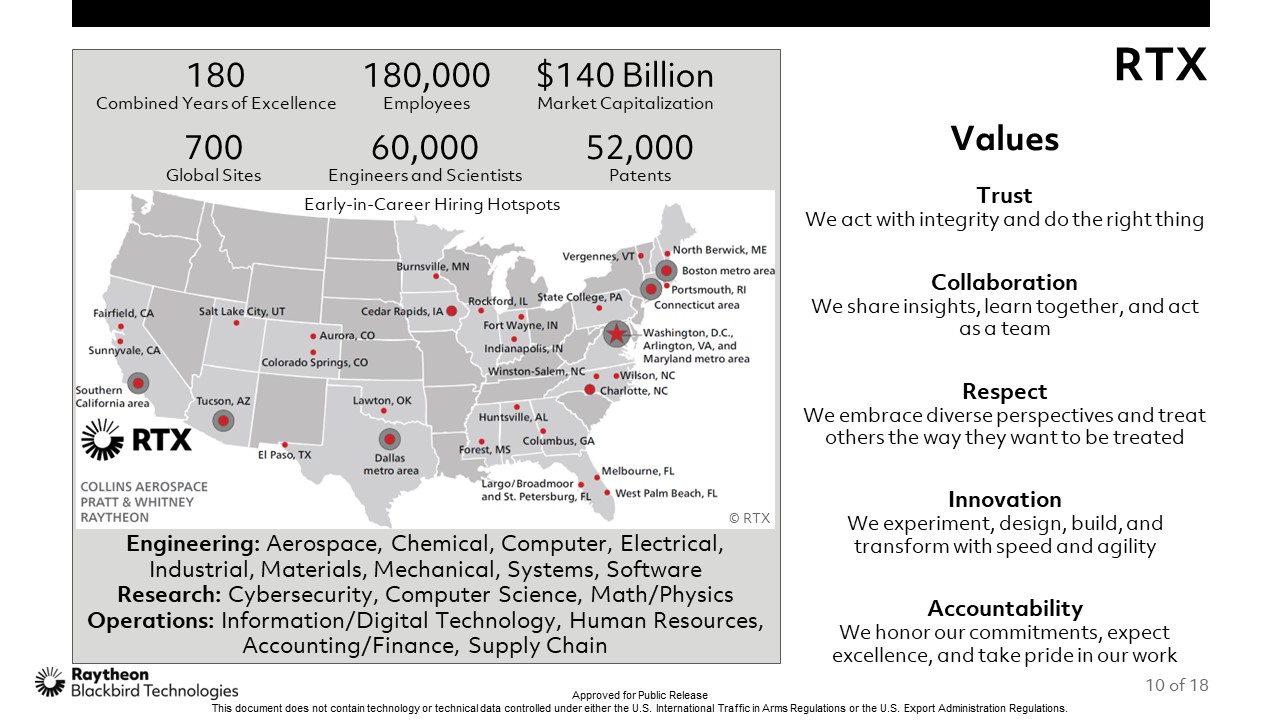 180
Combined Years of Excellence
180,000
Employees
$140 Billion
Market Capitalization
700
Global Sites
60,000
Engineers and Scientists
52,000
Patents
Early-in-Career Hiring Hotspots
Vergennes, VT
North Berwick, ME
Burnsville, MN
Boston metro area
Portsmouth, RI
Connecticut area
Fairfield, CA
Salt Lake City, UT
Cedar Rapids, IA
Rockford, IL
State College, PA
Fort Wayne, IN
Aurora, CO
Washington, D.C.,
Arlington, VA, and
Maryland metro area
Sunnyvale, CA
Indianapolis, IN
Colorado Springs, CO
Winston-Salem, NC
Wilson, NC
Southern
California area
Charlotte, NC
Tucson, AZ
Lawton, OK
Huntsville, AL
Columbus, GA
El Paso, TX
Dallas
metro area
Forest, MS
Melbourne, FL
Largo/Broadmoor
and St. Petersburg, FL
West Palm Beach, FL
RTX
COLLINS AEROSPACE
PRATT & WHITNEY
RAYTHEON
© RTX
Engineering: Aerospace, Chemical, Computer, Electrical,
Industrial, Materials, Mechanical, Systems, Software
Research: Cybersecurity, Computer Science, Math/Physics
Operations: Information/Digital Technology, Human Resources,
Accounting/Finance, Supply Chain
RTX
Values
Trust
We act with integrity and do the right thing
Collaboration
We share insights, learn together, and act
as a team
Respect
We embrace diverse perspectives and treat
others the way they want to be treated
Innovation
We experiment, design, build, and
transform with speed and agility
Accountability
We honor our commitments, expect
excellence, and take pride in our work
Raytheon
Blackbird Technologies
10 of 18
Approved for Public Release
This document does not contain technology or technical data controlled under either the U.S. International Traffic in Arms Regulations or the U.S. Export Administration Regulations.